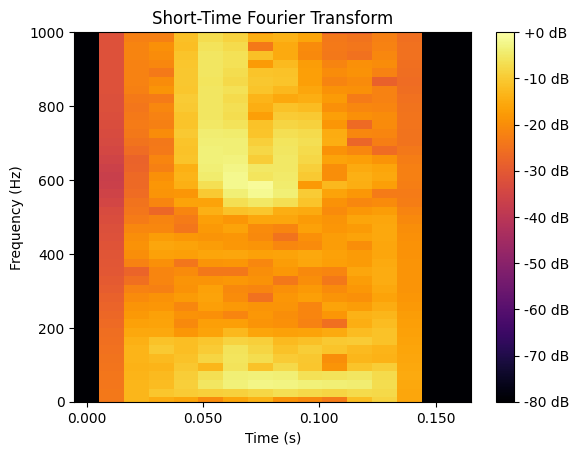 Short-Time Fourier Transform
1000
800
600
400
200
0
Frequency (Hz)
0.000
0.050
0.100
0.150
Time (s)
+0 dB
-10 dB
-20 dB
-30 dB
-40 dB
-50 dB
-60 dB
-70 dB
-80 dB